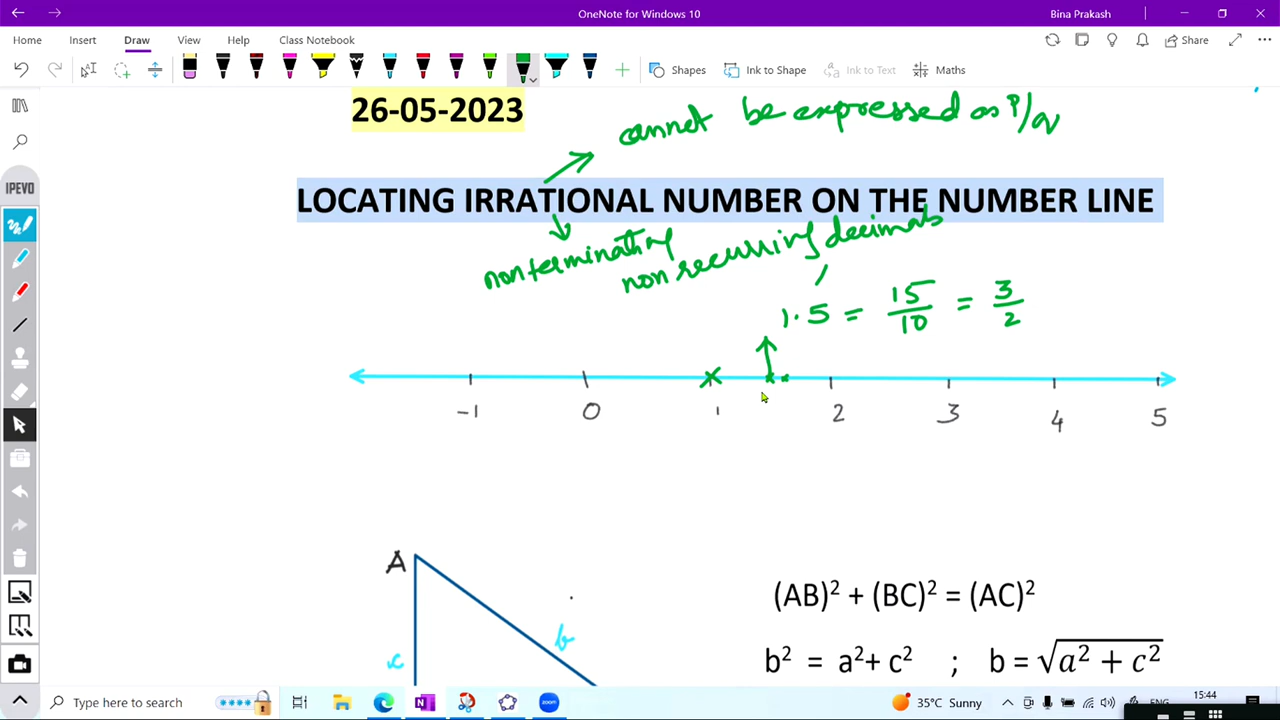 OneNote for Windows 10
Bina Prakash
Home Insert Draw View Help Class Notebook
Share
Shapes Ink to Shape Ink to Text Maths
26-05-2023
cannot be expressed as P/q
IPEVO
LOCATING IRRATIONAL NUMBER ON THE NUMBER LINE
nonterminating
non recurring decimals
1.5 = 15/10 = 3/2
-1 0 1 2 3 4 5
A
(AB)² + (BC)² = (AC)²
b
c
b² = a²+ c² ; b = √a² + c²
Type here to search
zoom
35°C Sunny
ENG
15:44